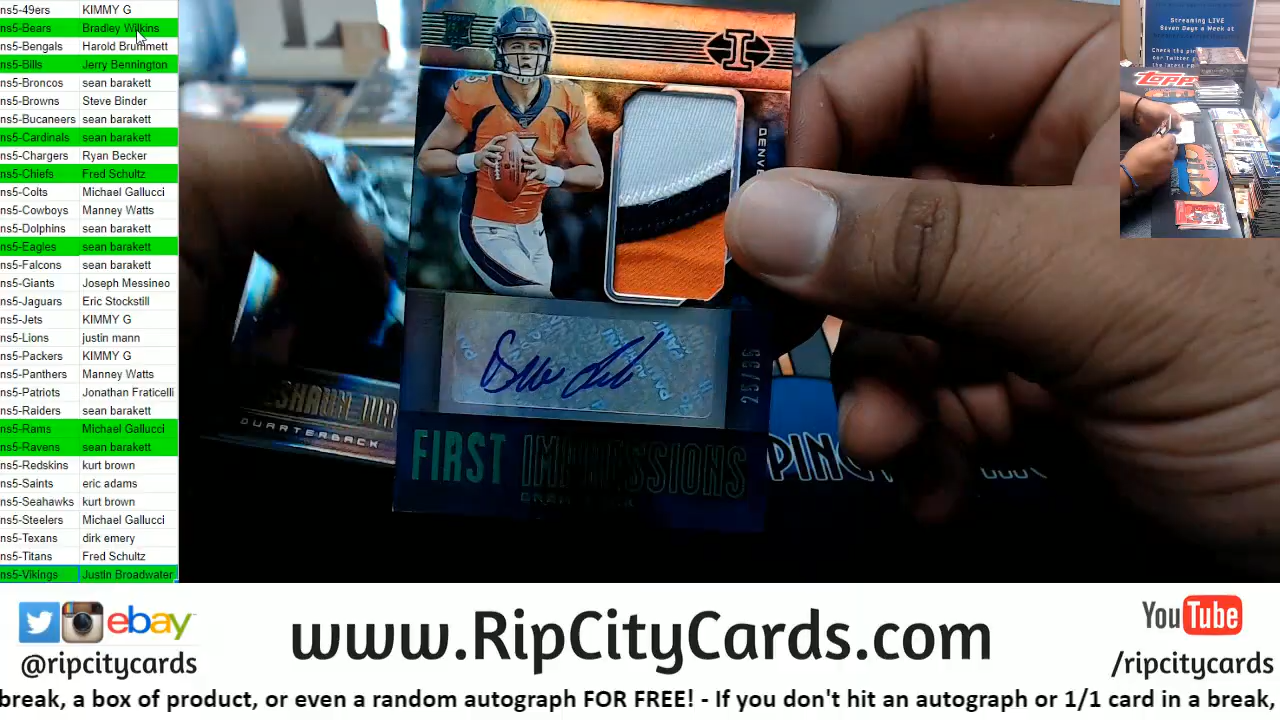 ns5-49ers KIMMY G
ns5-Bears Bradley Wilkins
ns5-Bengals Harold Brummett
ns5-Bills Jerry Bennington
ns5-Broncos sean barakett
ns5-Browns Steve Binder
ns5-Bucaneers sean barakett
ns5-Cardinals sean barakett
ns5-Chargers Ryan Becker
ns5-Chiefs Fred Schultz
ns5-Colts Michael Gallucci
ns5-Cowboys Manney Watts
ns5-Dolphins sean barakett
ns5-Eagles sean barakett
ns5-Falcons sean barakett
ns5-Giants Joseph Messineo
ns5-Jaguars Eric Stockstill
ns5-Jets KIMMY G
ns5-Lions justin mann
ns5-Packers KIMMY G
ns5-Panthers Manney Watts
ns5-Patriots Jonathan Fraticelli
ns5-Raiders sean barakett
ns5-Rams Michael Gallucci
ns5-Ravens sean barakett
ns5-Redskins kurt brown
ns5-Saints eric adams
ns5-Seahawks kurt brown
ns5-Steelers Michael Gallucci
ns5-Texans dirk emery
ns5-Titans Fred Schultz
ns5-Vikings Justin Broadwater
I
DENVE
FIRST IMPRESSIONS
QUARTERBACK
Streaming LIVE
Seven Days a Week at
Topps
ebay
@ripcitycards
www.RipCityCards.com
YouTube
/ripcitycards
break, a box of product, or even a random autograph FOR FREE! - If you don't hit an autograph or 1/1 card in a break,